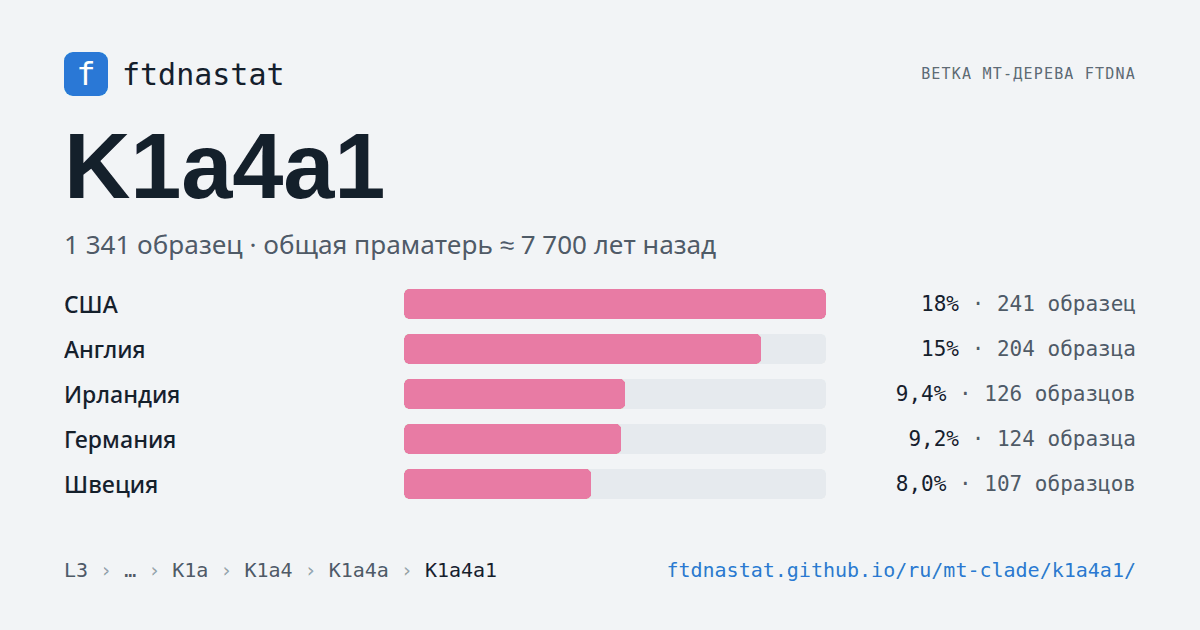 f ftdnastat
ВЕТКА МТ-ДЕРЕВА FTDNA
K1a4a1
1 341 образец · общая праматерь ≈ 7 700 лет назад
США 18% · 241 образец
Англия 15% · 204 образца
Ирландия 9,4% · 126 образцов
Германия 9,2% · 124 образца
Швеция 8,0% · 107 образцов
L3 › … › K1a › K1a4 › K1a4a › K1a4a1
ftdnastat.github.io/ru/mt-clade/k1a4a1/